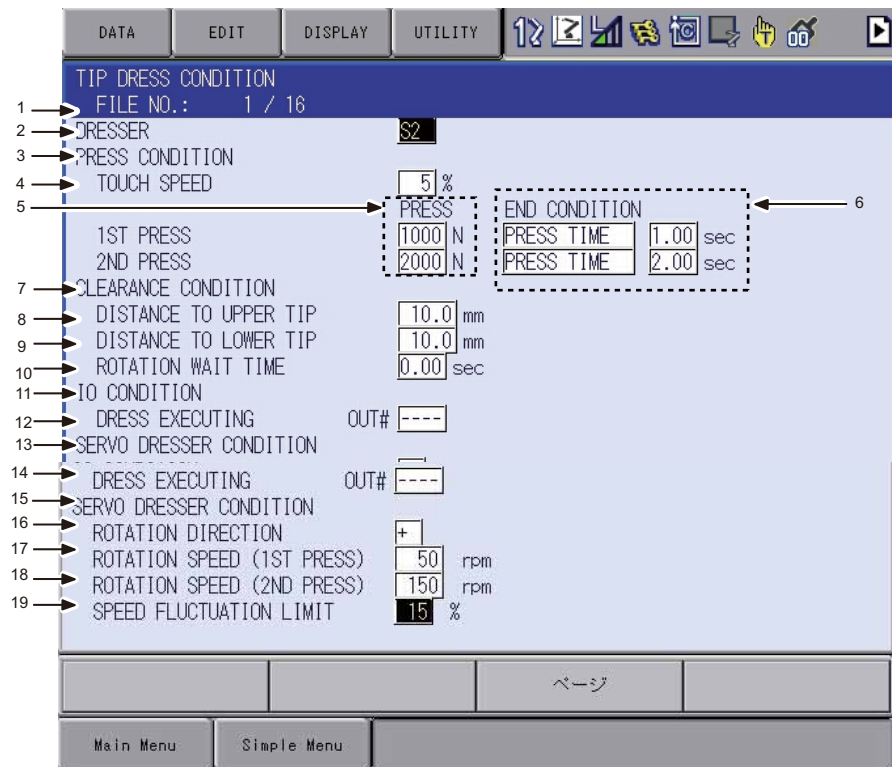 DATA EDIT DISPLAY UTILITY 12 00
TIP DRESS CONDITION
1 FILE NO.: 1 / 16
2 DRESSER S2
3 PRESS CONDITION
4 TOUCH SPEED 5 %
5 PRESS END CONDITION 6
1ST PRESS 1000 N PRESS TIME 1.00 sec
2ND PRESS 2000 N PRESS TIME 2.00 sec
7 CLEARANCE CONDITION
8 DISTANCE TO UPPER TIP 10.0 mm
9 DISTANCE TO LOWER TIP 10.0 mm
10 ROTATION WAIT TIME 0.00 sec
11 IO CONDITION
12 DRESS EXECUTING OUT# ----
13 SERVO DRESSER CONDITION
14 DRESS EXECUTING OUT# ----
15 SERVO DRESSER CONDITION
16 ROTATION DIRECTION +
17 ROTATION SPEED (1ST PRESS) 50 rpm
18 ROTATION SPEED (2ND PRESS) 150 rpm
19 SPEED FLUCTUATION LIMIT 15 %
ページ
Main Menu Simple Menu